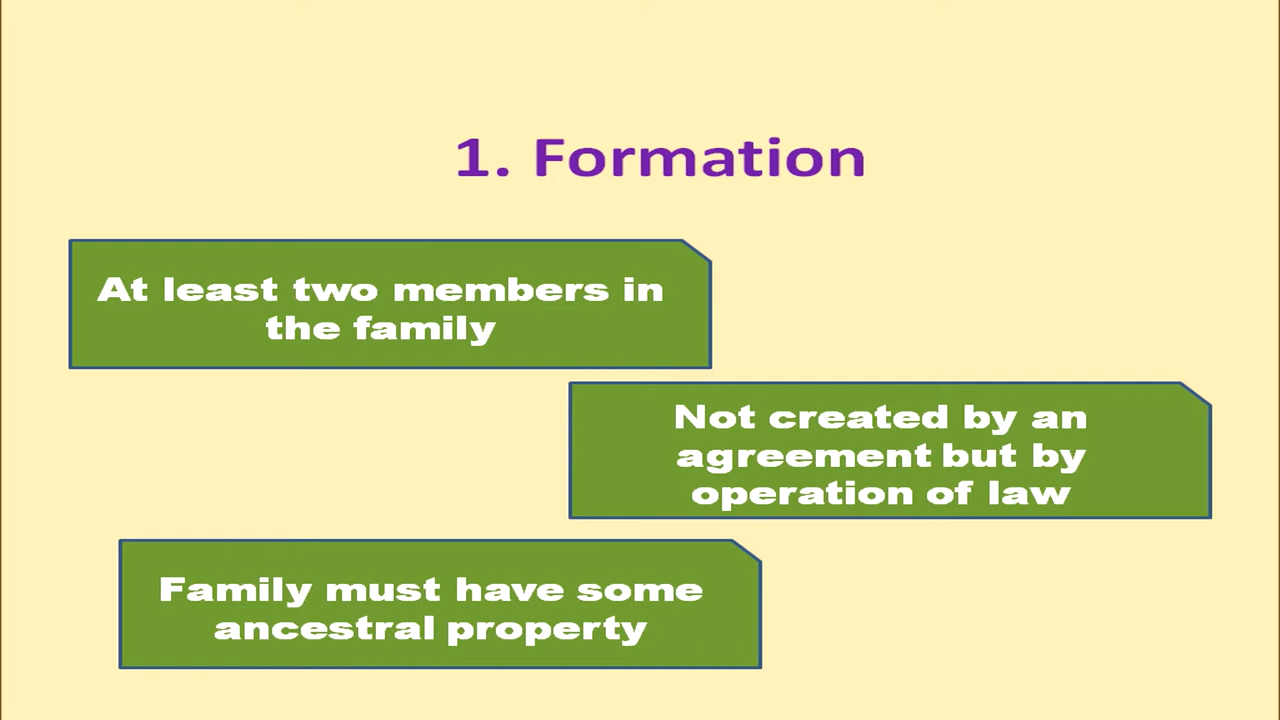 1. Formation
At least two members in
the family
Not created by an
agreement but by
operation of law
Family must have some
ancestral property